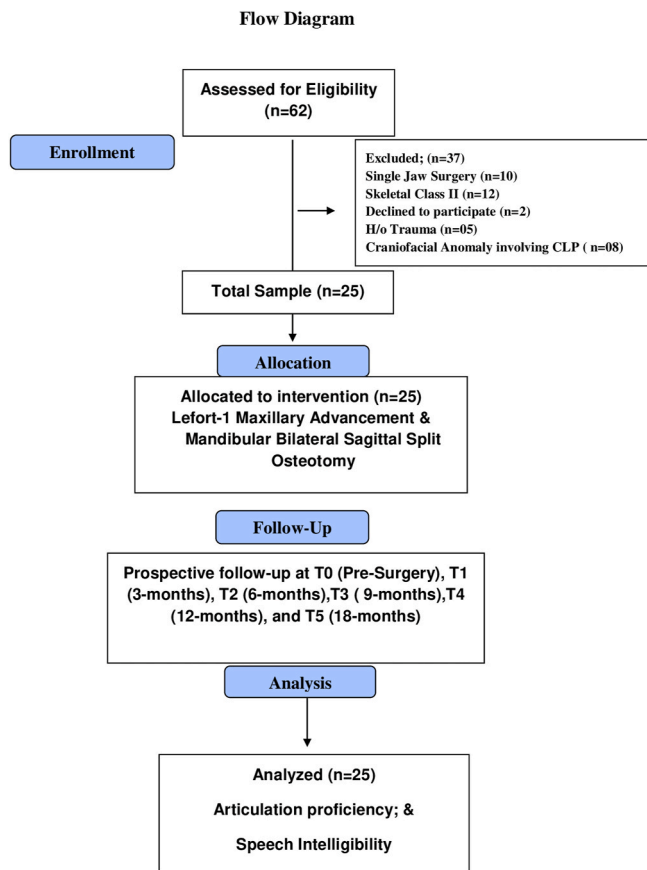 Flow Diagram
Assessed for Eligibility
(n=62)
Enrollment
Excluded; (n=37)
Single Jaw Surgery (n=10)
Skeletal Class II (n=12)
Declined to participate (n=2)
H/o Trauma (n=05)
Craniofacial Anomaly involving CLP ( n=08)
Total Sample (n=25)
Allocation
Allocated to intervention (n=25)
Lefort-1 Maxillary Advancement &
Mandibular Bilateral Sagittal Split
Osteotomy
Follow-Up
Prospective follow-up at T0 (Pre-Surgery), T1
(3-months), T2 (6-months),T3 ( 9-months),T4
(12-months), and T5 (18-months)
Analysis
Analyzed (n=25)
Articulation proficiency; &
Speech Intelligibility